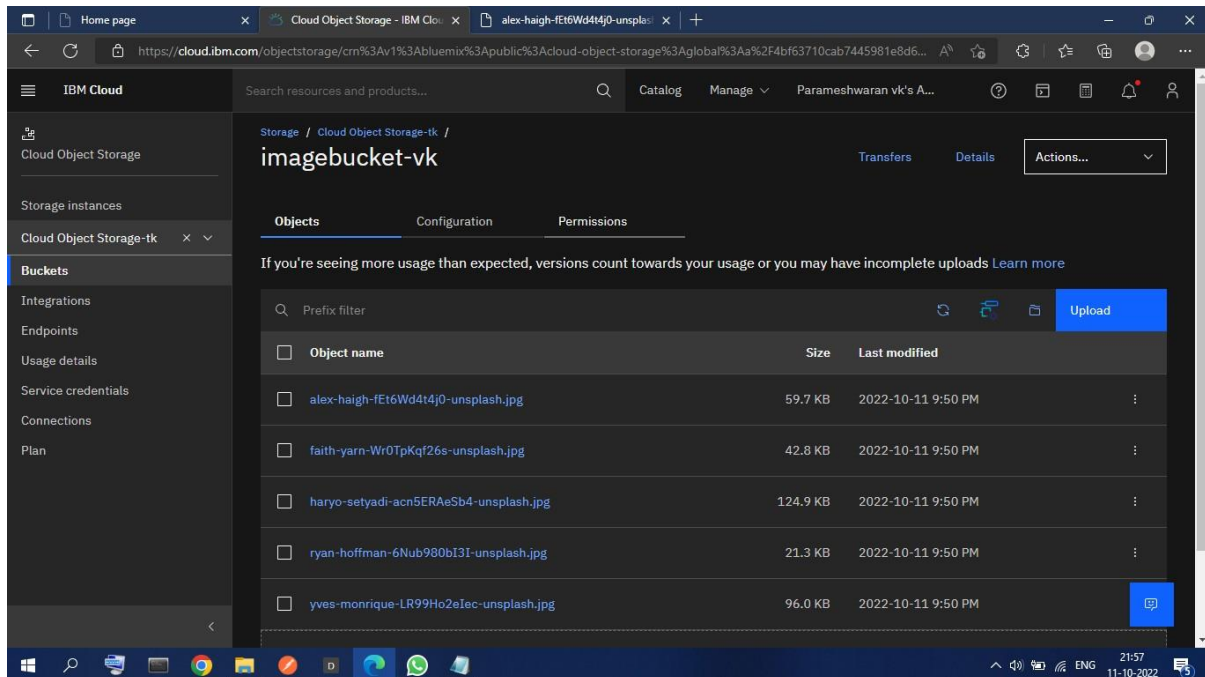 Home page
Cloud Object Storage - IBM Clou
alex-haigh-fEt6Wd4t4j0-unsplas
https://cloud.ibm.com/objectstorage/crn%3Av1%3Abluemix%3Apublic%3Acloud-object-storage%3Aglobal%3Aa%2F4bf63710cab7445981e8d6...
IBM Cloud
Search resources and products...
Catalog
Manage
Parameshwaran vk's A...
Cloud Object Storage
Storage instances
Cloud Object Storage-tk
Buckets
Integrations
Endpoints
Usage details
Service credentials
Connections
Plan
Storage / Cloud Object Storage-tk /
imagebucket-vk
Transfers
Details
Actions...
Objects
Configuration
Permissions
If you're seeing more usage than expected, versions count towards your usage or you may have incomplete uploads Learn more
Prefix filter
Upload
Object name Size Last modified
alex-haigh-fEt6Wd4t4j0-unsplash.jpg 59.7 KB 2022-10-11 9:50 PM
faith-yarn-Wr0TpKqf26s-unsplash.jpg 42.8 KB 2022-10-11 9:50 PM
haryo-setyadi-acn5ERAeSb4-unsplash.jpg 124.9 KB 2022-10-11 9:50 PM
ryan-hoffman-6Nub980bI3I-unsplash.jpg 21.3 KB 2022-10-11 9:50 PM
yves-monrique-LR99Ho2eIec-unsplash.jpg 96.0 KB 2022-10-11 9:50 PM
D
ENG
21:57
11-10-2022
5